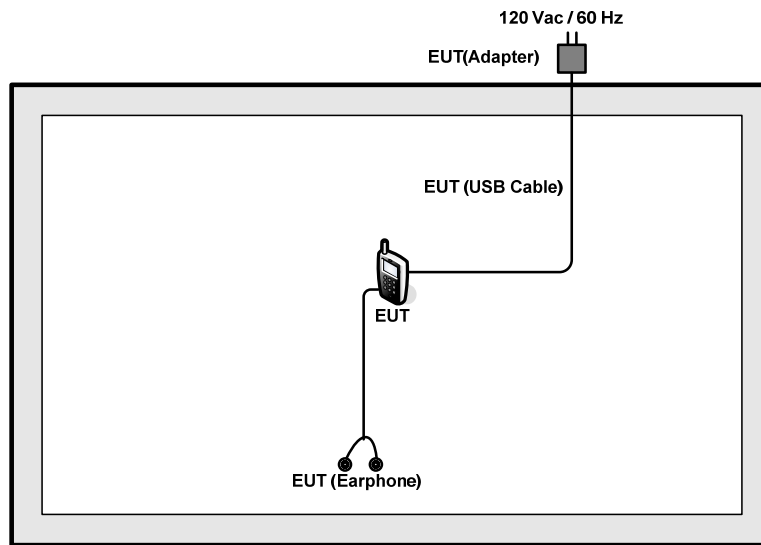 120 Vac / 60 Hz
EUT(Adapter)
EUT (USB Cable)
EUT
EUT (Earphone)